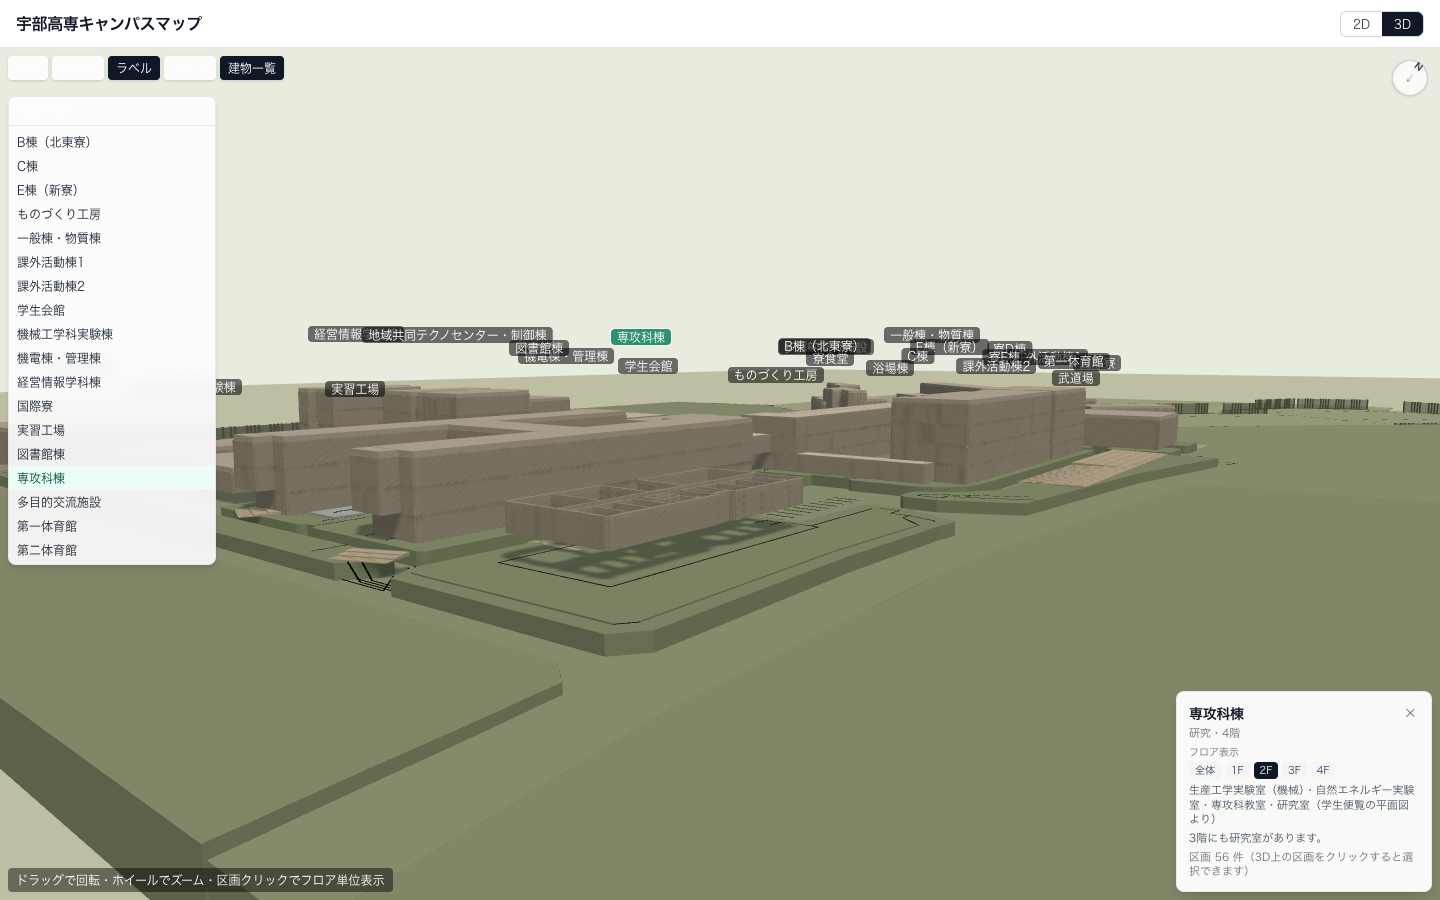 宇部高専キャンパスマップ
2D 3D
ラベル 建物一覧
N
B棟（北東寮）
C棟
E棟（新寮）
ものづくり工房
一般棟・物質棟
課外活動棟1
課外活動棟2
学生会館
機械工学科実験棟
機電棟・管理棟
経営情報学科棟
国際寮
実習工場
図書館棟
専攻科棟
多目的交流施設
第一体育館
第二体育館
経営情報
地域共同テクノセンター・制御棟
専攻科棟
図書館棟
・管理棟
学生会館
一般棟・物質棟
B棟（北東寮）
E棟（新寮）
寮食堂
C棟
第一体育館
浴場棟
課外活動棟2
ものづくり工房
武道場
験棟
実習工場
専攻科棟
研究・4階
フロア表示
全体 1F 2F 3F 4F
生産工学実験室（機械）・自然エネルギー実験
室・専攻科教室・研究室（学生便覧の平面図
より）
3階にも研究室があります。
区画 56 件（3D上の区画をクリックすると選
択できます）
ドラッグで回転・ホイールでズーム・区画クリックでフロア単位表示